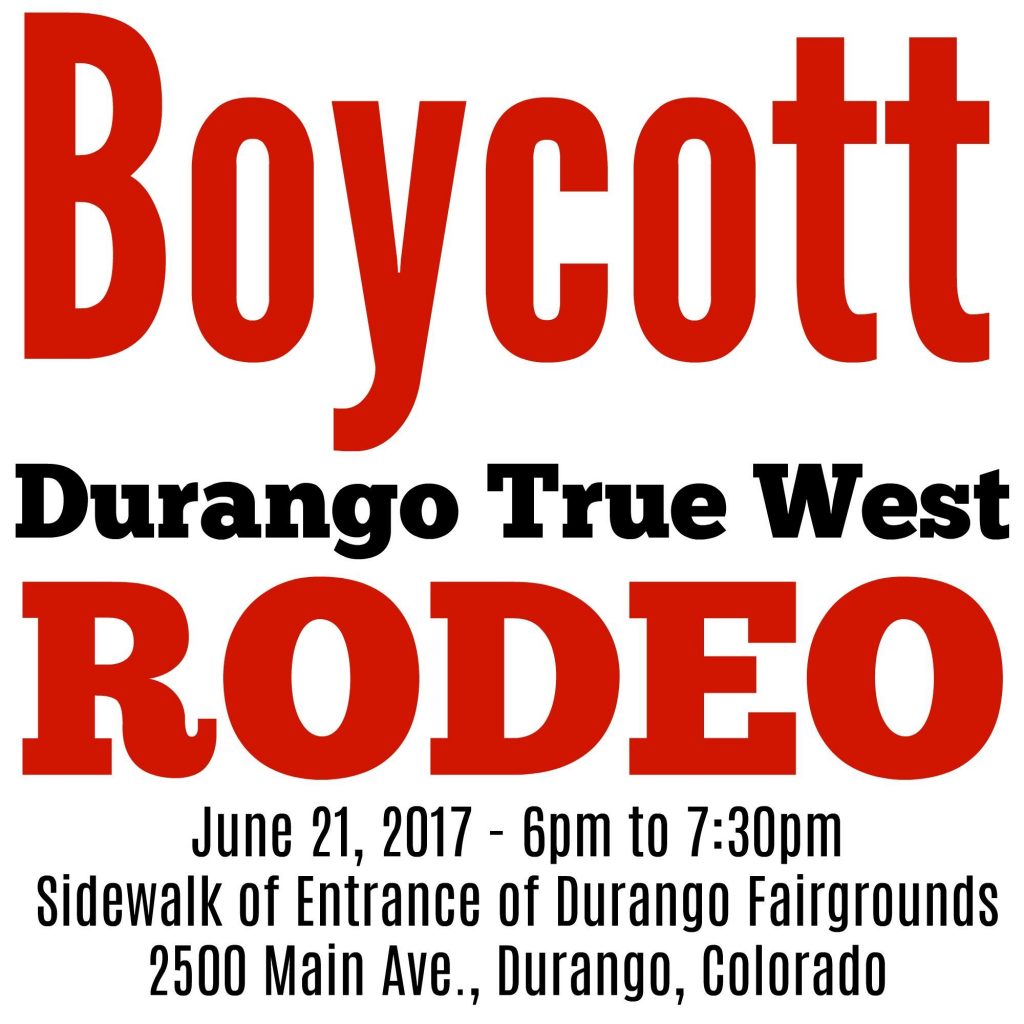 Boycott
Durango True West
RODEO
June 21, 2017 - 6pm to 7:30pm
Sidewalk of Entrance of Durango Fairgrounds
2500 Main Ave., Durango, Colorado